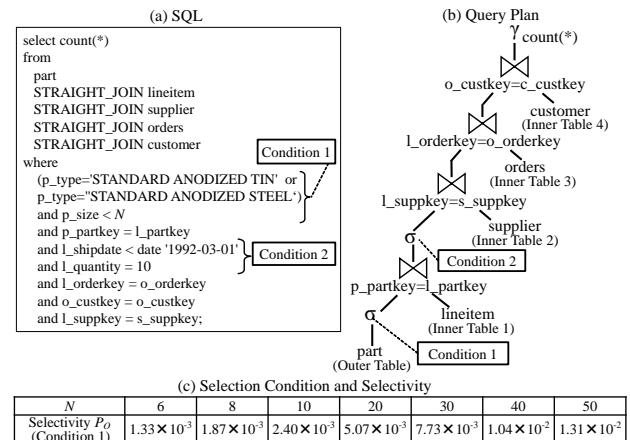 (a) SQL
select count(*)
from
part
STRAIGHT_JOIN lineitem
STRAIGHT_JOIN supplier
STRAIGHT_JOIN orders
STRAIGHT_JOIN customer
where
(p_type='STANDARD ANODIZED TIN' or
p_type="STANDARD ANODIZED STEEL')
and p_size < N
and p_partkey = l_partkey
and l_shipdate < date '1992-03-01'
and l_quantity = 10
and l_orderkey = o_orderkey
and o_custkey = o_custkey
and l_suppkey = s_suppkey;
Condition 1
Condition 2
(b) Query Plan
γ count(*)
o_custkey=c_custkey
customer
(Inner Table 4)
l_orderkey=o_orderkey
orders
(Inner Table 3)
l_suppkey=s_suppkey
supplier
(Inner Table 2)
σ
Condition 2
p_partkey=l_partkey
lineitem
(Inner Table 1)
σ
part
(Outer Table)
Condition 1
(c) Selection Condition and Selectivity
N 6 8 10 20 30 40 50
Selectivity P_O 1.33×10⁻³ 1.87×10⁻³ 2.40×10⁻³ 5.07×10⁻³ 7.73×10⁻³ 1.04×10⁻² 1.31×10⁻²
(Condition 1)